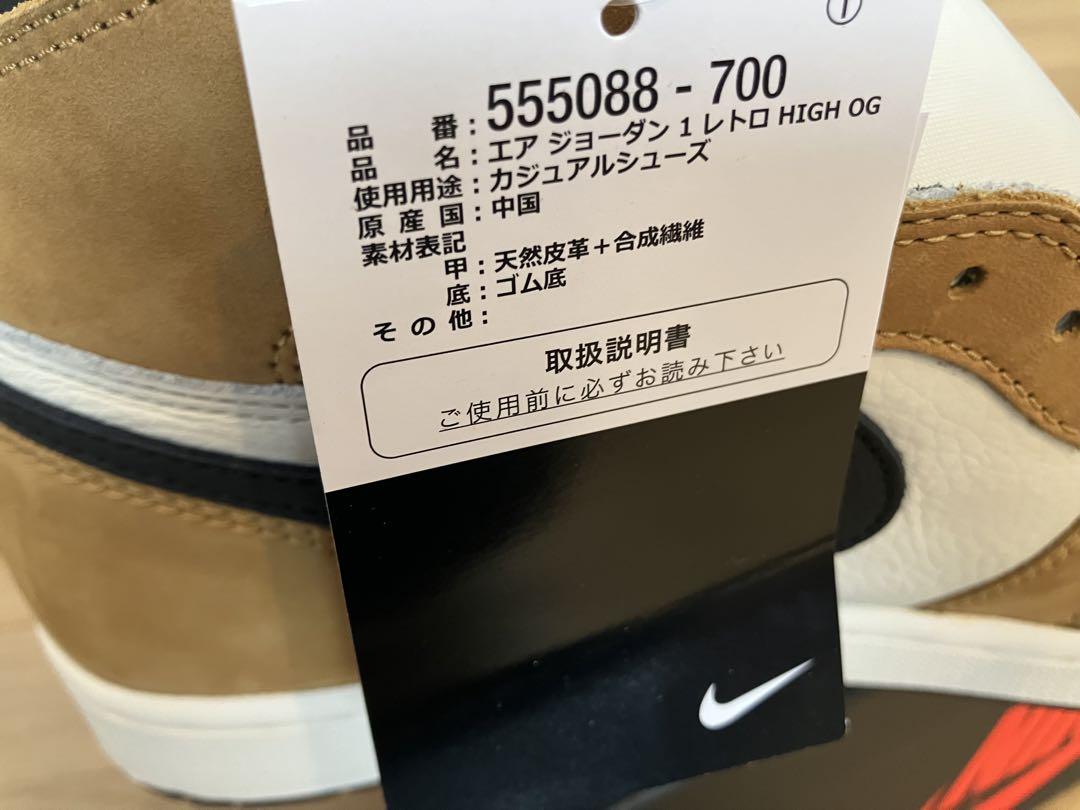 ①
品番：555088 - 700
品名：エア ジョーダン 1 レトロ HIGH OG
使用用途：カジュアルシューズ
原産国：中国
素材表記
甲：天然皮革＋合成繊維
底：ゴム底
その他：
取扱説明書
ご使用前に必ずお読み下さい